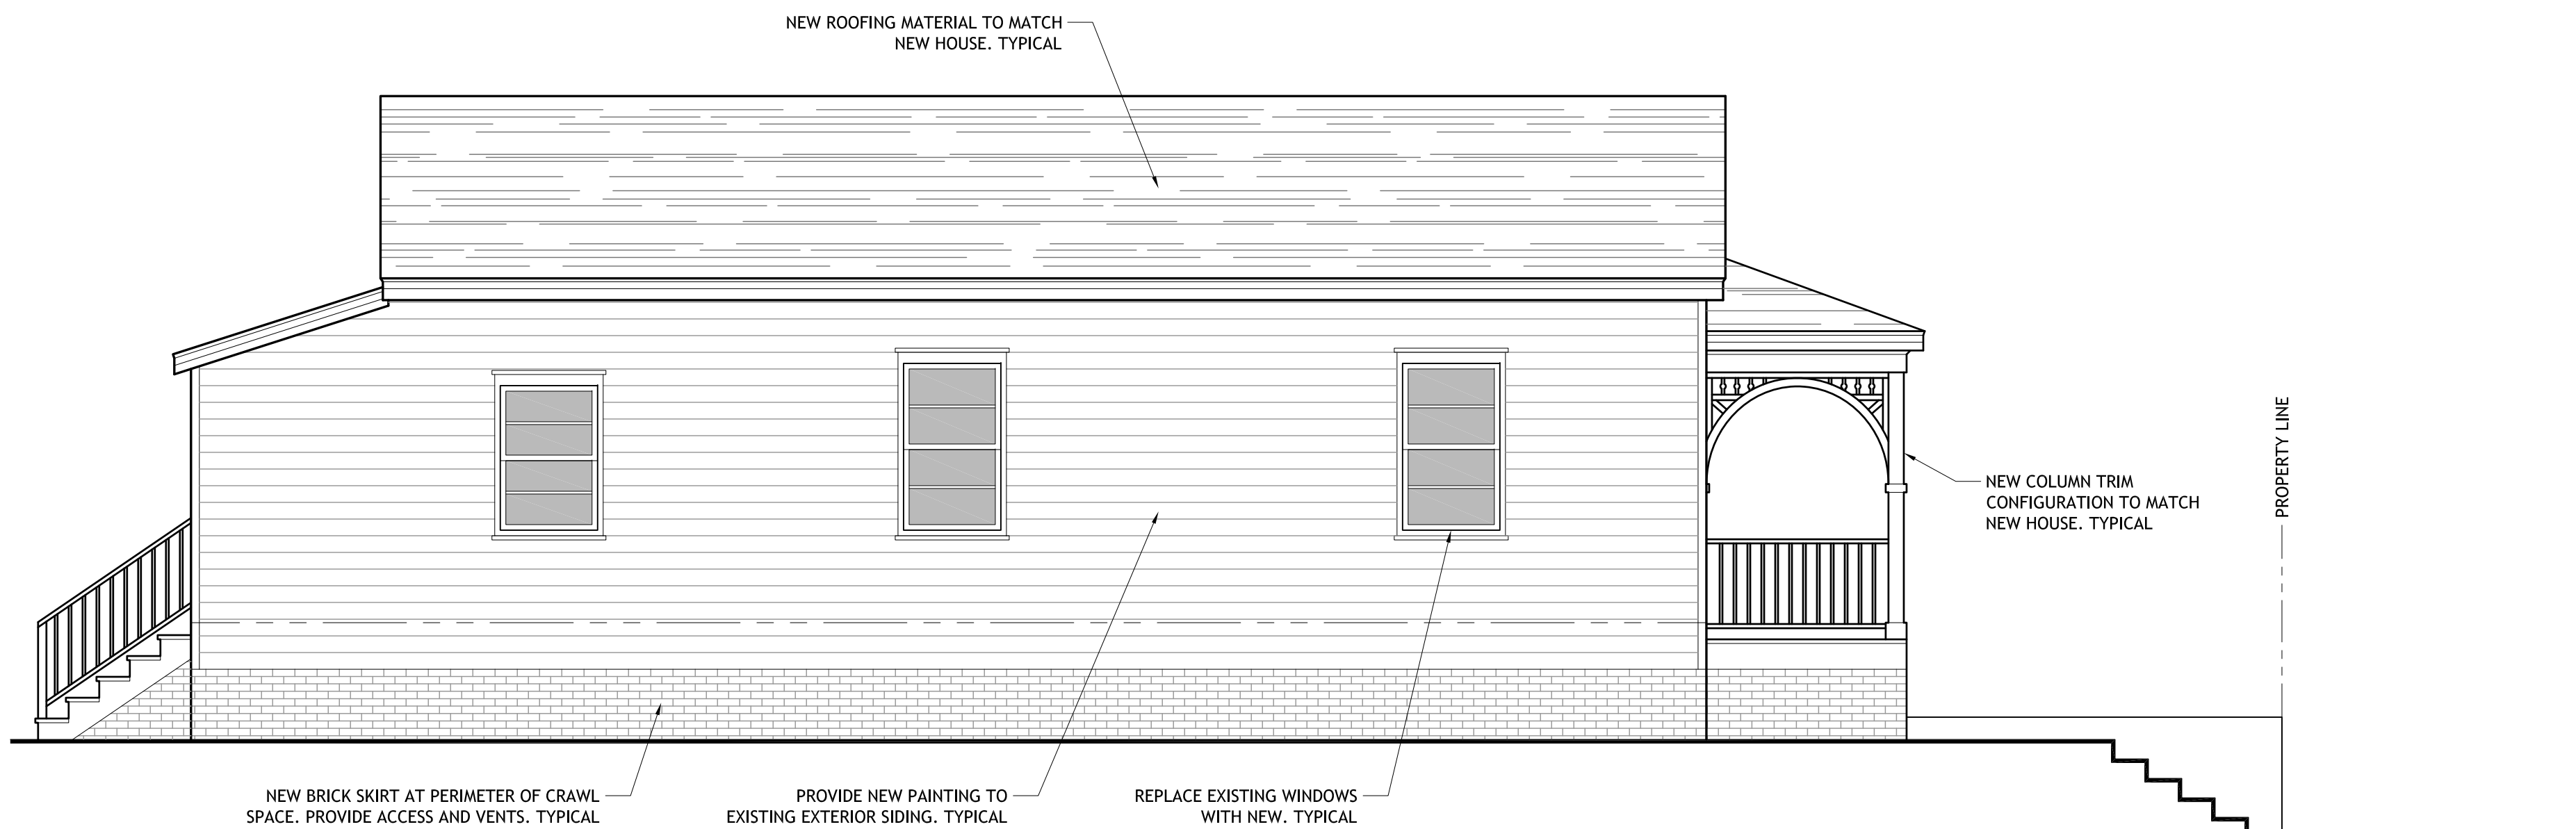 NEW ROOFING MATERIAL TO MATCH
NEW HOUSE. TYPICAL
PROPERTY LINE
NEW COLUMN TRIM
CONFIGURATION TO MATCH
NEW HOUSE. TYPICAL
NEW BRICK SKIRT AT PERIMETER OF CRAWL
SPACE. PROVIDE ACCESS AND VENTS. TYPICAL
PROVIDE NEW PAINTING TO
EXISTING EXTERIOR SIDING. TYPICAL
REPLACE EXISTING WINDOWS
WITH NEW. TYPICAL